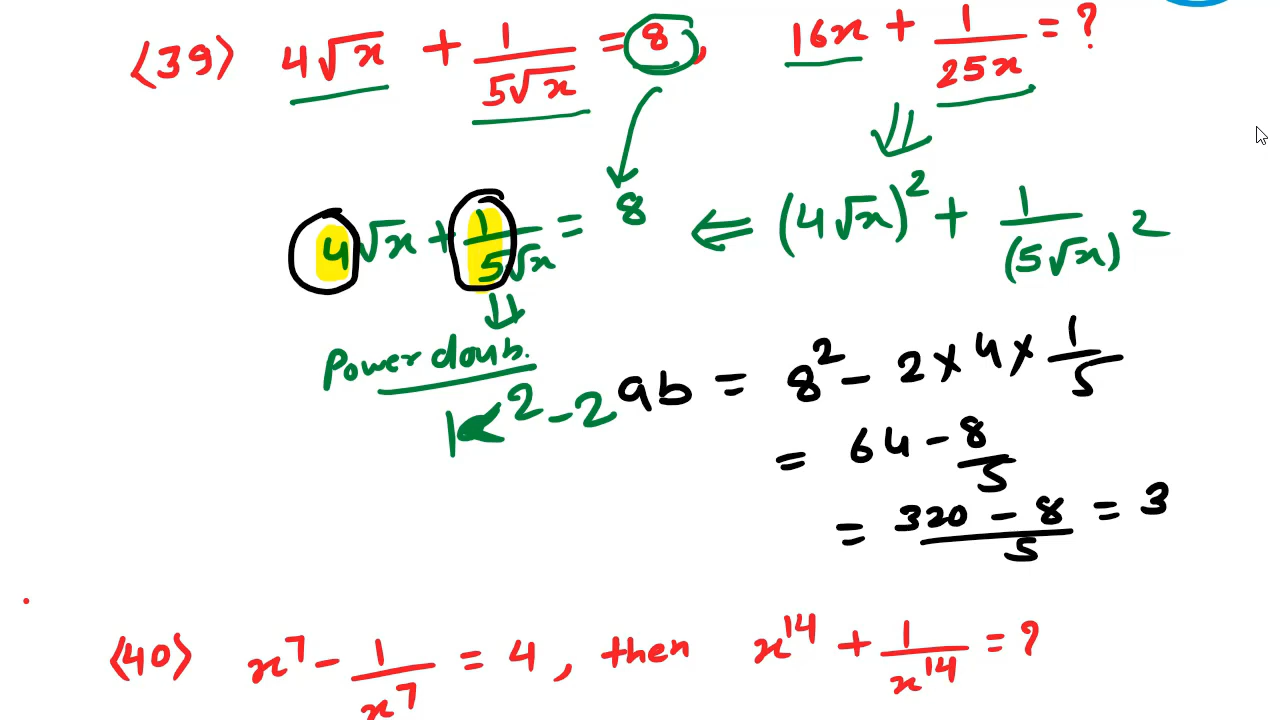 (39) 4√x + 1/(5√x) = 8, 16x + 1/(25x) = ?
4√x + 1/(5√x) = 8 ⇐ (4√x)² + 1/(5√x)²
Power doub.
k² - 2ab = 8² - 2 × 4 × 1/5
= 64 - 8/5
= (320 - 8)/5 = 3
(40) x⁷ - 1/x⁷ = 4, then x¹⁴ + 1/x¹⁴ = ?